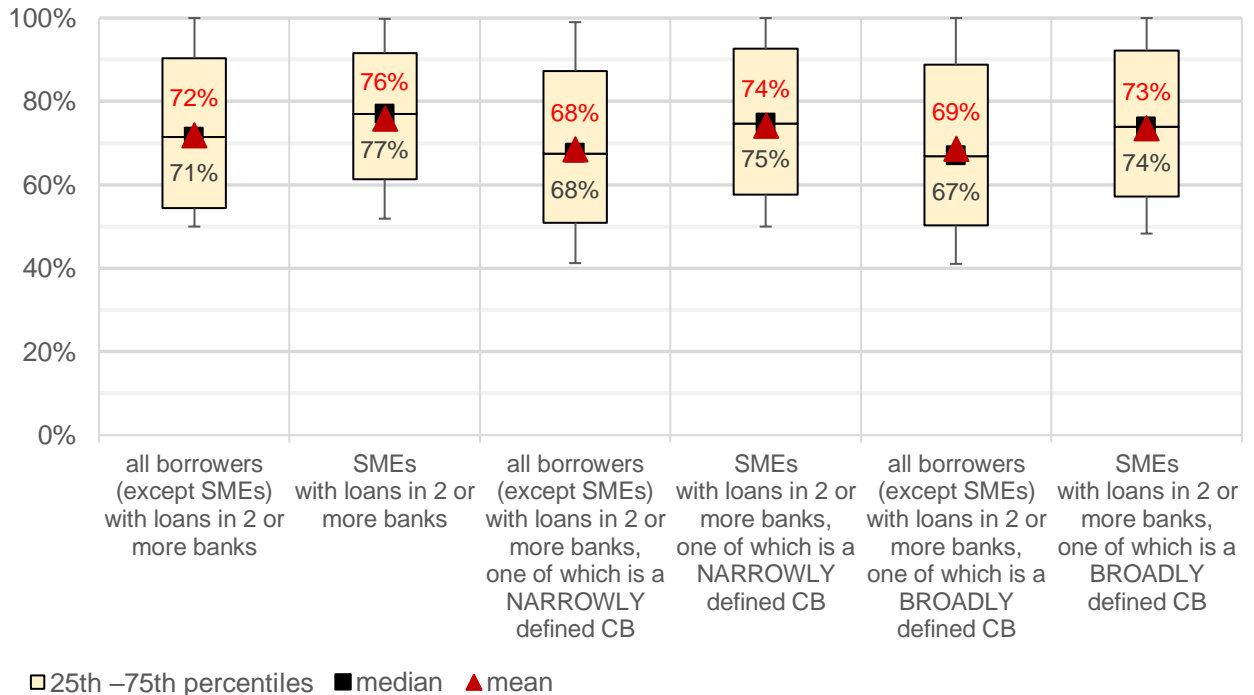 100%
80%
60%
40%
20%
0%
72%
71%
76%
77%
68%
68%
74%
75%
69%
67%
73%
74%
all borrowers
(except SMEs)
with loans in 2 or
more banks
SMEs
with loans in 2 or
more banks
all borrowers
(except SMEs)
with loans in 2 or
more banks,
one of which is a
NARROWLY
defined CB
SMEs
with loans in 2 or
more banks,
one of which is a
NARROWLY
defined CB
all borrowers
(except SMEs)
with loans in 2 or
more banks,
one of which is a
BROADLY
defined CB
SMEs
with loans in 2 or
more banks,
one of which is a
BROADLY
defined CB
25th –75th percentiles median mean